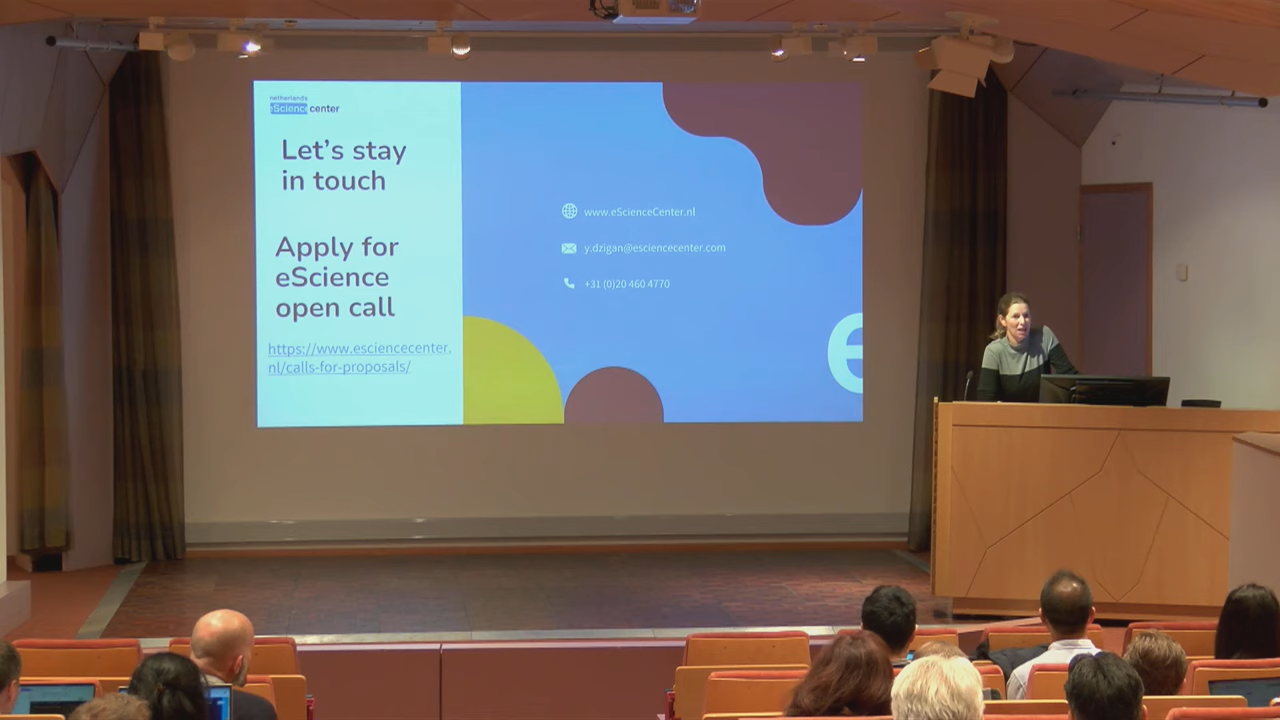 netherlands
eScience center
Let's stay
in touch
Apply for
eScience
open call
https://www.esciencecenter.
nl/calls-for-proposals/
www.eScienceCenter.nl
y.dzigan@esciencecenter.com
+31 (0)20 460 4770
e